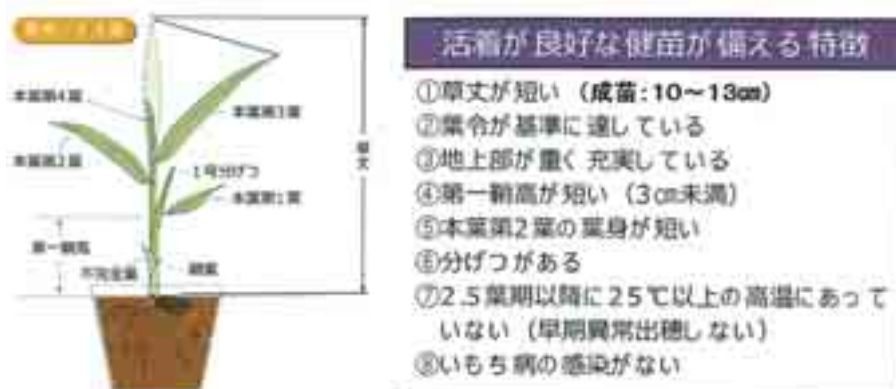 本葉第4葉
本葉第3葉
本葉第2葉
1号分げつ
本葉第1葉
草丈
第一鞘高
不完全葉
鞘葉
活着が良好な健苗が備える特徴
①草丈が短い（成苗：10～13㎝）
②葉令が基準に達している
③地上部が重く充実している
④第一鞘高が短い（3㎝未満）
⑤本葉第2葉の葉身が短い
⑥分げつがある
⑦2.5葉期以降に25℃以上の高温にあって
いない（早期異常出穂しない）
⑧いもち病の感染がない